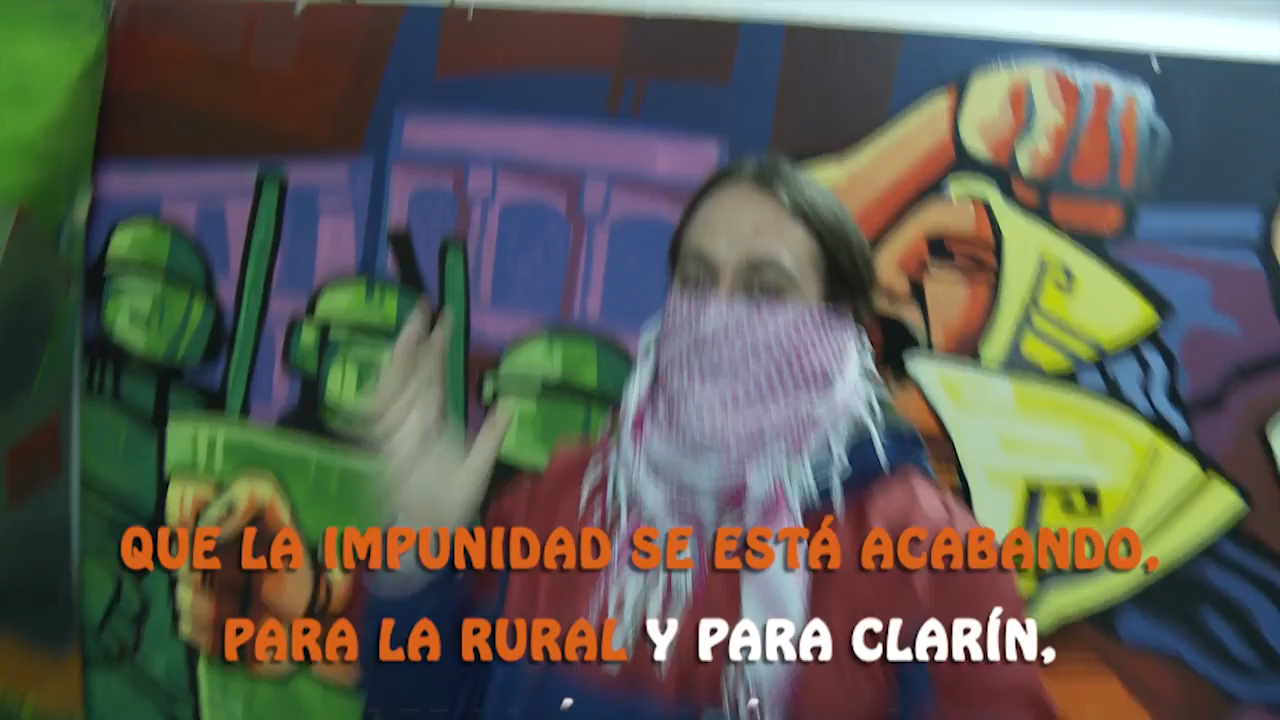 QUE LA IMPUNIDAD SE ESTÁ ACABANDO,
PARA LA RURAL Y PARA CLARÍN,